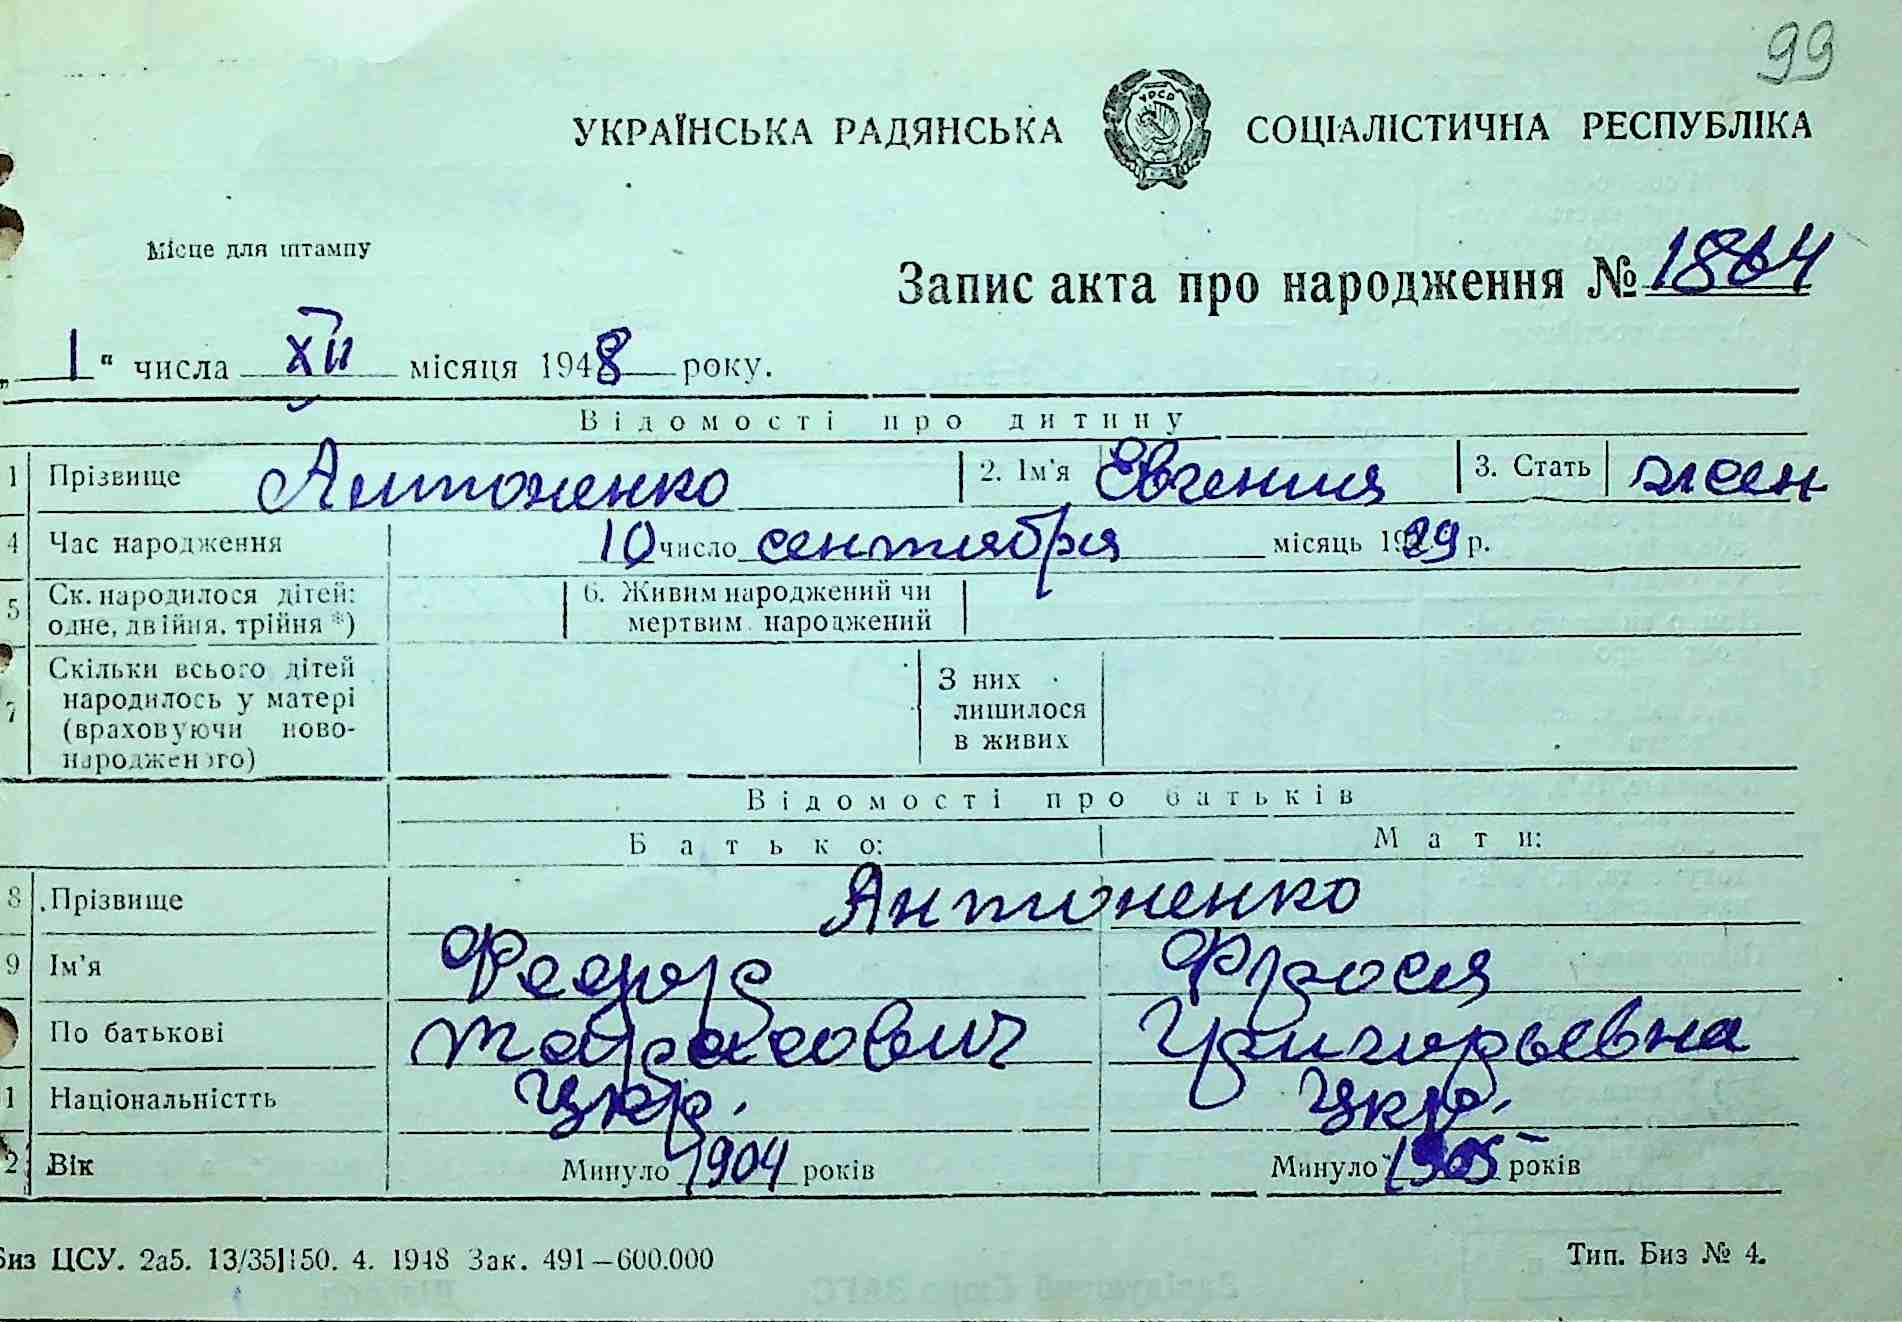 99
УКРАЇНСЬКА РАДЯНСЬКА СОЦІАЛІСТИЧНА РЕСПУБЛІКА
УРСР
Місце для штампу
Запис акта про народження № 1864
„ 1 “ числа XII місяця 1948 року.
Відомості про дитину
1 Прізвище Антоненко 2. Ім'я Евгения 3. Стать жен
4 Час народження 10 число сентября місяць 1929 р.
5 Ск. народилося дітей: одне, двійня, трійня *) 6. Живим народжений чи мертвим народжений
7 Скільки всього дітей народилось у матері (враховуючи новонародженого) З них лишилося в живих
Відомості про батьків
Батько: Мати:
8 Прізвище Антоненко
9 Ім'я Федор Фрося
По батькові Тарасович Григорьевна
1 Національністть Укр. Укр.
2 Вік Минуло 1904 років Минуло 1905 років
Биз ЦСУ. 2а5. 13/35 150. 4. 1948 Зак. 491—600.000 Тип. Биз № 4.